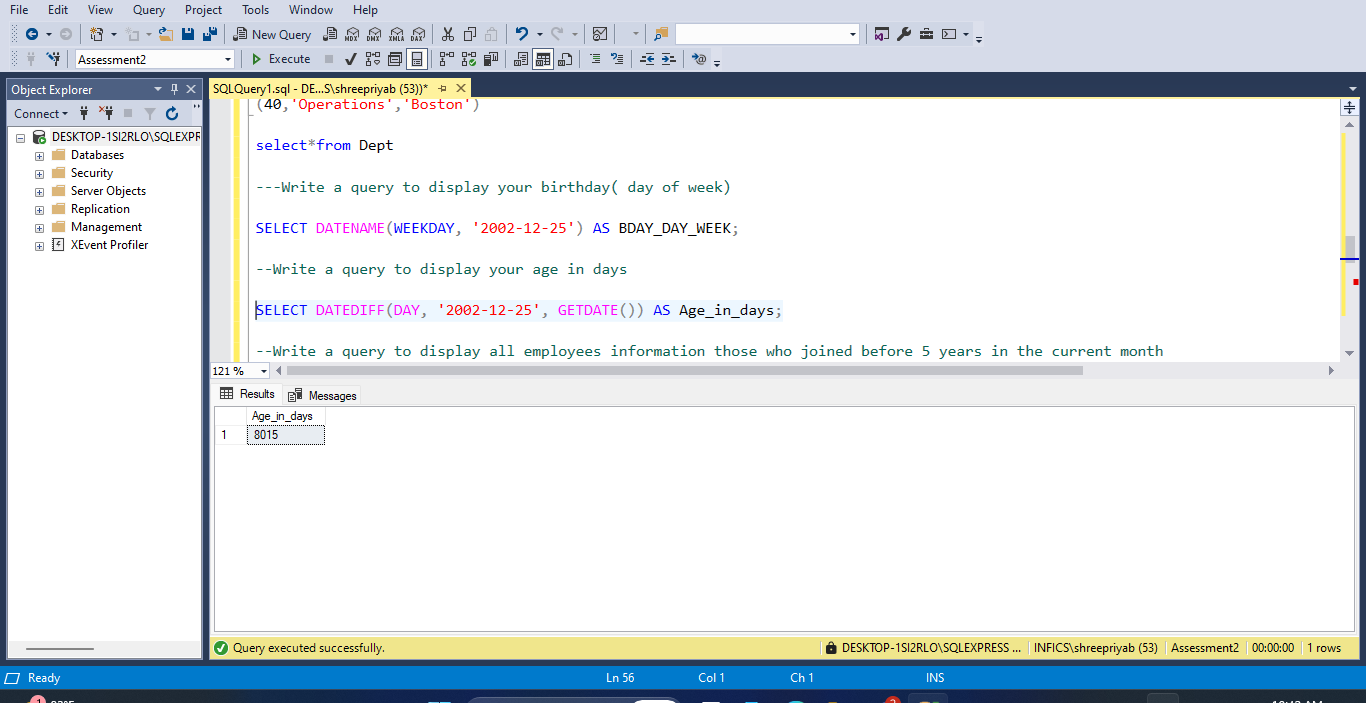 File Edit View Query Project Tools Window Help
New Query MDX DMX XMLA DAX
Assessment2 Execute
Object Explorer
Connect
DESKTOP-1SI2RLO\SQLEXPR
Databases
Security
Server Objects
Replication
Management
XEvent Profiler
SQLQuery1.sql - DE...S\shreepriyab (53))*
(40,'Operations','Boston')
select*from Dept
---Write a query to display your birthday( day of week)
SELECT DATENAME(WEEKDAY, '2002-12-25') AS BDAY_DAY_WEEK;
--Write a query to display your age in days
SELECT DATEDIFF(DAY, '2002-12-25', GETDATE()) AS Age_in_days;
--Write a query to display all employees information those who joined before 5 years in the current month
121 %
Results Messages
Age_in_days
1 8015
Query executed successfully. DESKTOP-1SI2RLO\SQLEXPRESS ... INFICS\shreepriyab (53) Assessment2 00:00:00 1 rows
Ready Ln 56 Col 1 Ch 1 INS